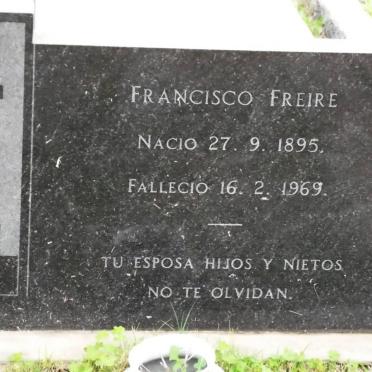 FRANCISCO FREIRE
NACIO 27. 9. 1895.
FALLECIO 16. 2. 1969.
TU ESPOSA HIJOS Y NIETOS
NO TE OLVIDAN.